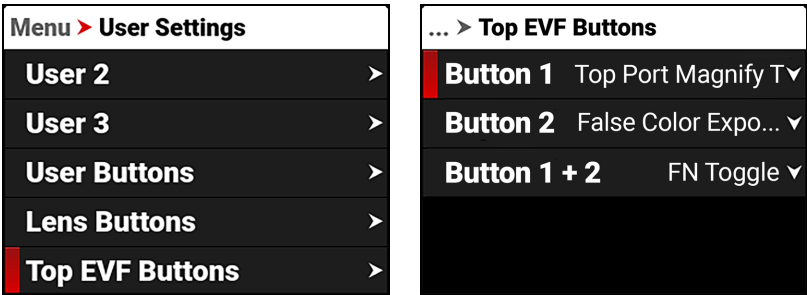 Menu ➤ User Settings
User 2
User 3
User Buttons
Lens Buttons
Top EVF Buttons
... ➤ Top EVF Buttons
Button 1 Top Port Magnify T
Button 2 False Color Expo...
Button 1 + 2 FN Toggle